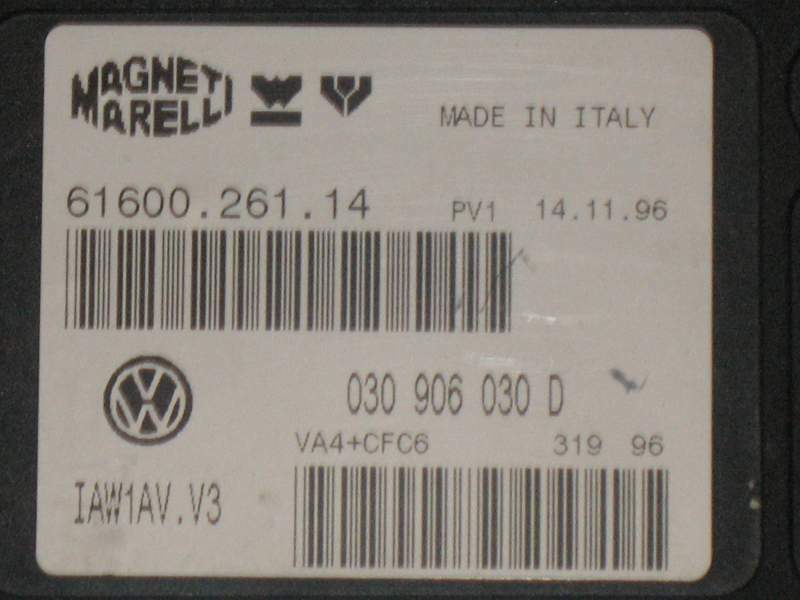 MAGNETI
MARELLI
MADE IN ITALY
61600.261.14 PV1 14.11.96
030 906 030 D
VA4+CFC6 319 96
IAW1AV.V3